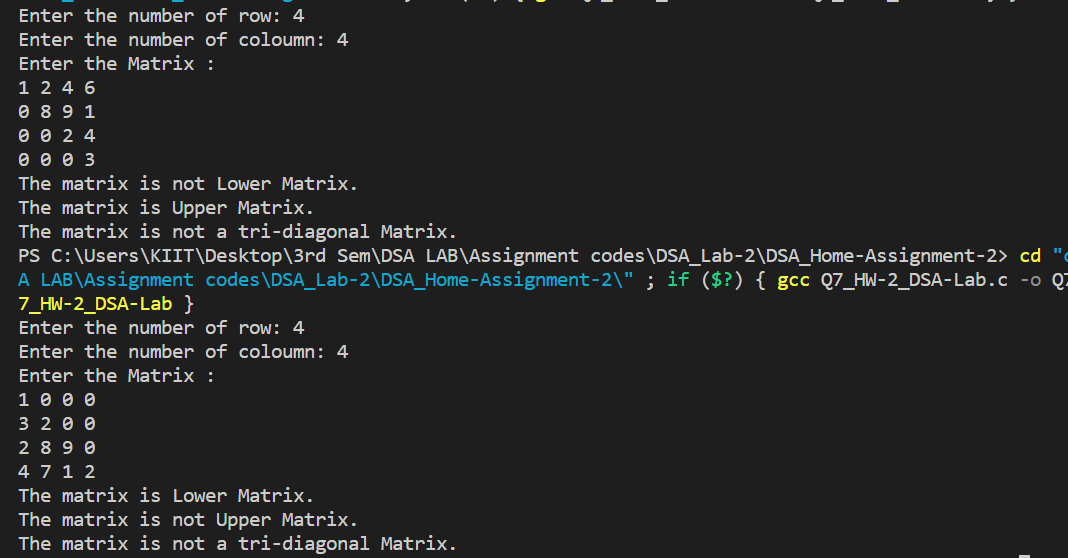 Enter the number of row: 4
Enter the number of coloumn: 4
Enter the Matrix :
1 2 4 6
0 8 9 1
0 0 2 4
0 0 0 3
The matrix is not Lower Matrix.
The matrix is Upper Matrix.
The matrix is not a tri-diagonal Matrix.
PS C:\Users\KIIT\Desktop\3rd Sem\DSA LAB\Assignment codes\DSA_Lab-2\DSA_Home-Assignment-2> cd "
A LAB\Assignment codes\DSA_Lab-2\DSA_Home-Assignment-2\" ; if ($?) { gcc Q7_HW-2_DSA-Lab.c -o Q7
7_HW-2_DSA-Lab }
Enter the number of row: 4
Enter the number of coloumn: 4
Enter the Matrix :
1 0 0 0
3 2 0 0
2 8 9 0
4 7 1 2
The matrix is Lower Matrix.
The matrix is not Upper Matrix.
The matrix is not a tri-diagonal Matrix.